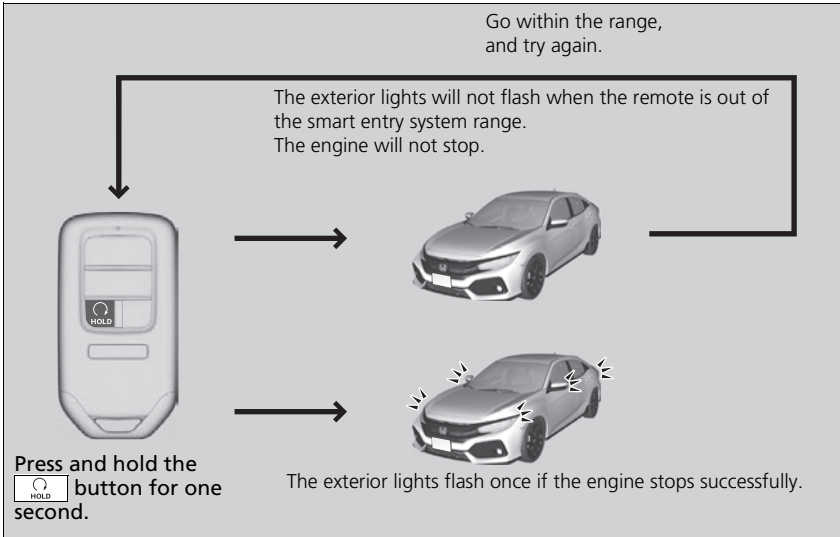 Go within the range,
and try again.
The exterior lights will not flash when the remote is out of
the smart entry system range.
The engine will not stop.
HOLD
Press and hold the
HOLD button for one
second.
The exterior lights flash once if the engine stops successfully.